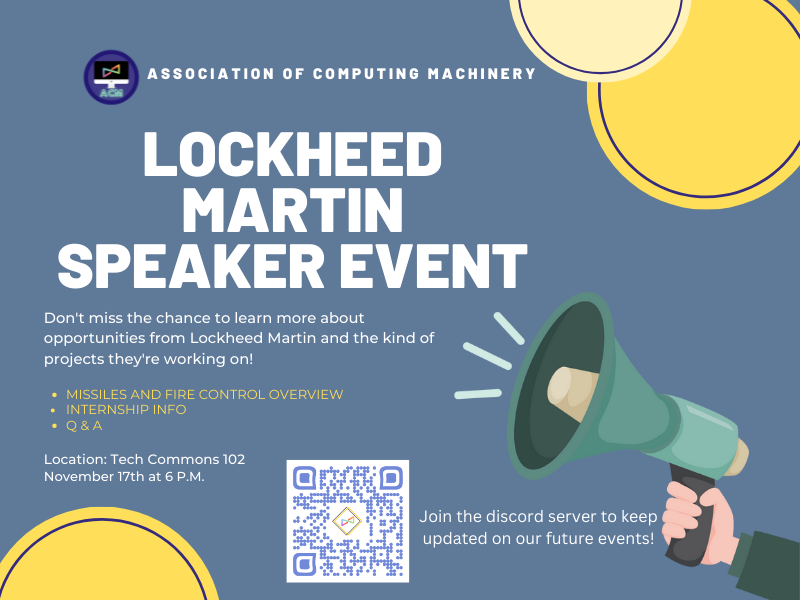 ACM
ASSOCIATION OF COMPUTING MACHINERY
LOCKHEED
MARTIN
SPEAKER EVENT
Don't miss the chance to learn more about
opportunities from Lockheed Martin and the kind of
projects they're working on!
• MISSILES AND FIRE CONTROL OVERVIEW
• INTERNSHIP INFO
• Q & A
Location: Tech Commons 102
November 17th at 6 P.M.
Join the discord server to keep
updated on our future events!